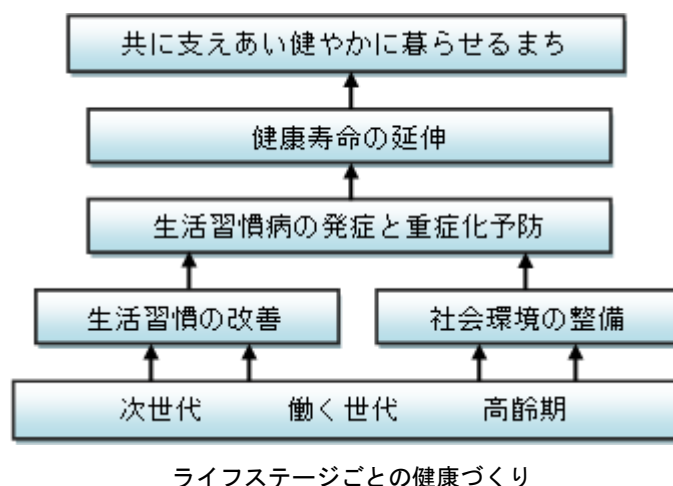 共に支えあい健やかに暮らせるまち
健康寿命の延伸
生活習慣病の発症と重症化予防
生活習慣の改善 社会環境の整備
次世代 働く世代 高齢期
ライフステージごとの健康づくり